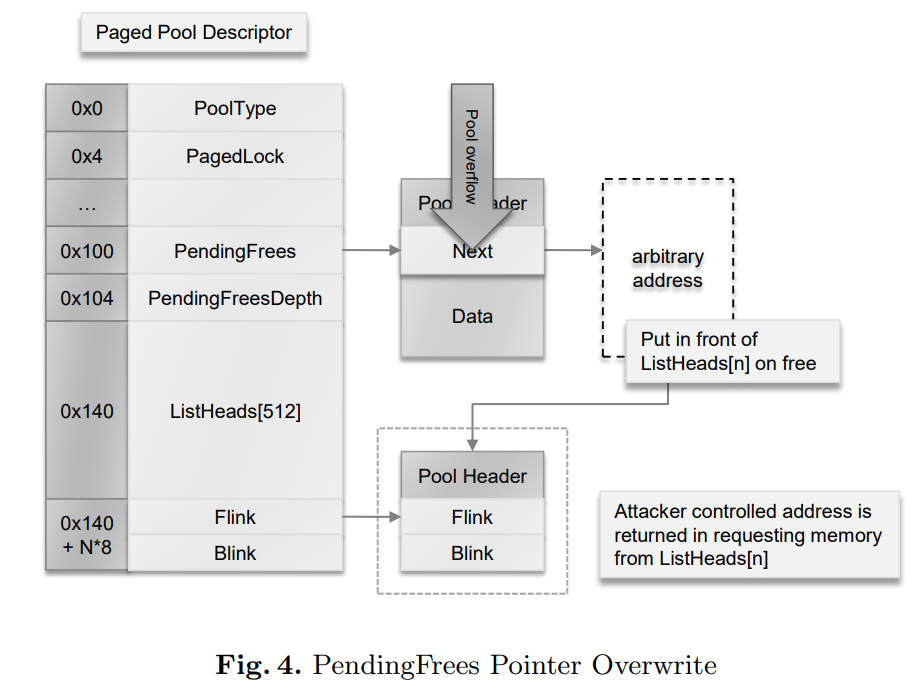 Paged Pool Descriptor
0x0
PoolType
0x4
PagedLock
...
0x100
PendingFrees
0x104
PendingFreesDepth
0x140
ListHeads[512]
0x140
+ N*8
Flink
Blink
Pool overflow
Poo ader
Next
Data
arbitrary
address
Put in front of
ListHeads[n] on free
Pool Header
Flink
Blink
Attacker controlled address is
returned in requesting memory
from ListHeads[n]
Fig. 4. PendingFrees Pointer Overwrite